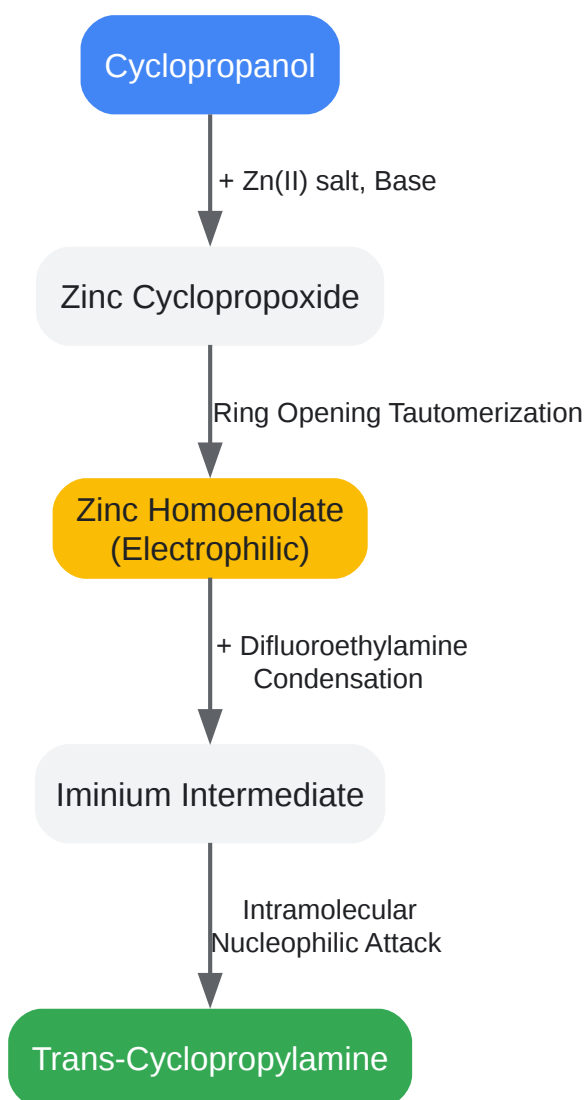 Cyclopropanol
+ Zn(II) salt, Base
Zinc Cyclopropoxide
Ring Opening Tautomerization
Zinc Homoenolate
(Electrophilic)
+ Difluoroethylamine
Condensation
Iminium Intermediate
Intramolecular
Nucleophilic Attack
Trans-Cyclopropylamine